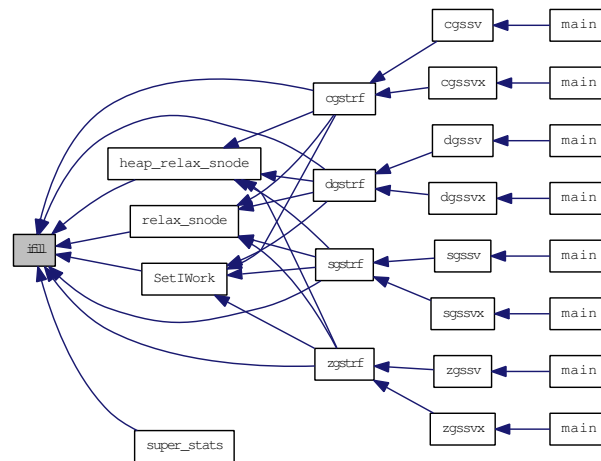 cgssv
main
cgssvx
main
cgstrf
dgssv
main
heap_relax_snode
dgstrf
dgssvx
main
relax_snode
ifill
sgssv
main
SetIWork
sgstrf
sgssvx
main
zgstrf
zgssv
main
super_stats
zgssvx
main